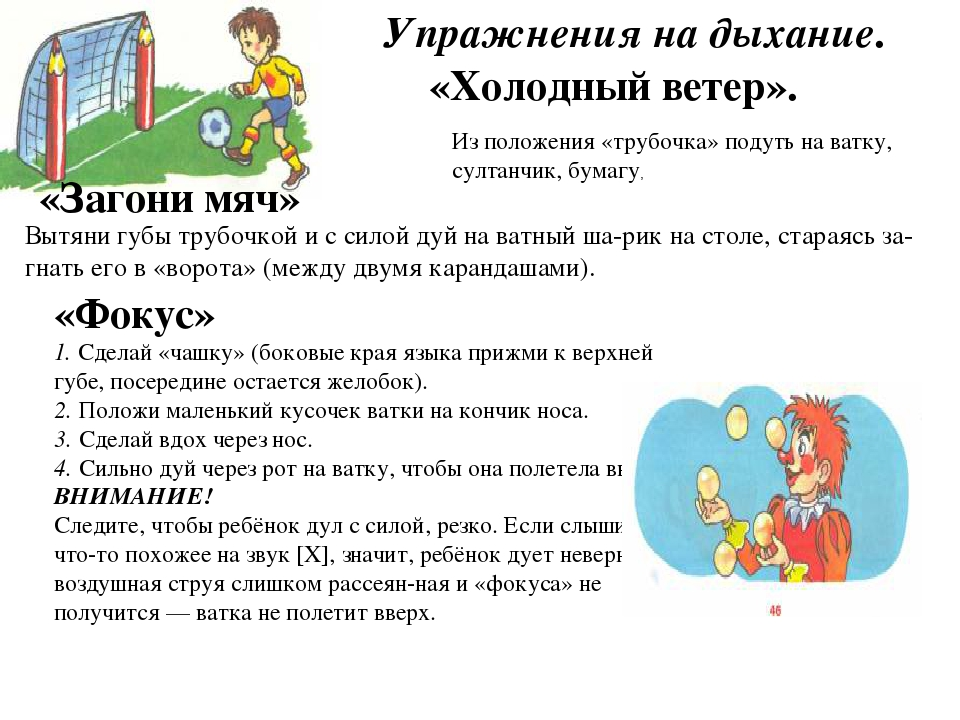 Упражнения на дыхание.
«Холодный ветер».
Из положения «трубочка» подуть на ватку,
султанчик, бумагу.
«Загони мяч»
Вытяни губы трубочкой и с силой дуй на ватный ша-рик на столе, стараясь за-
гнать его в «ворота» (между двумя карандашами).
«Фокус»
1. Сделай «чашку» (боковые края языка прижми к верхней
губе, посередине остается желобок).
2. Положи маленький кусочек ватки на кончик носа.
3. Сделай вдох через нос.
4. Сильно дуй через рот на ватку, чтобы она полетела
ВНИМАНИЕ!
Следите, чтобы ребёнок дул с силой, резко. Если
что-то похожее на звук [Х], значит, ребёнок дует
воздушная струя слишком рассеян-ная и «фокуса» не
получится — ватка не полетит вверх.
46